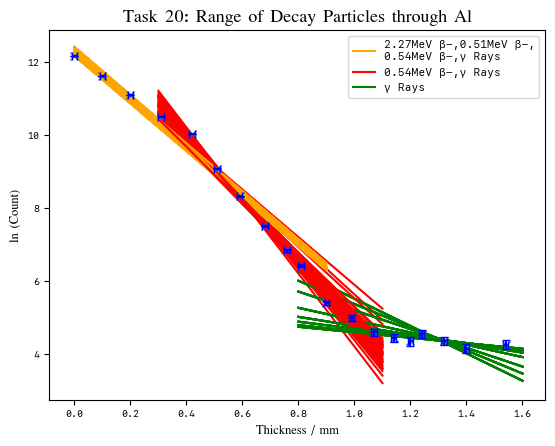 Task 20: Range of Decay Particles through Al
2.27MeV β−,0.51MeV β−,
0.54MeV β−,γ Rays
0.54MeV β−,γ Rays
γ Rays
ln (Count)
12
10
8
6
4
0.0 0.2 0.4 0.6 0.8 1.0 1.2 1.4 1.6
Thickness / mm